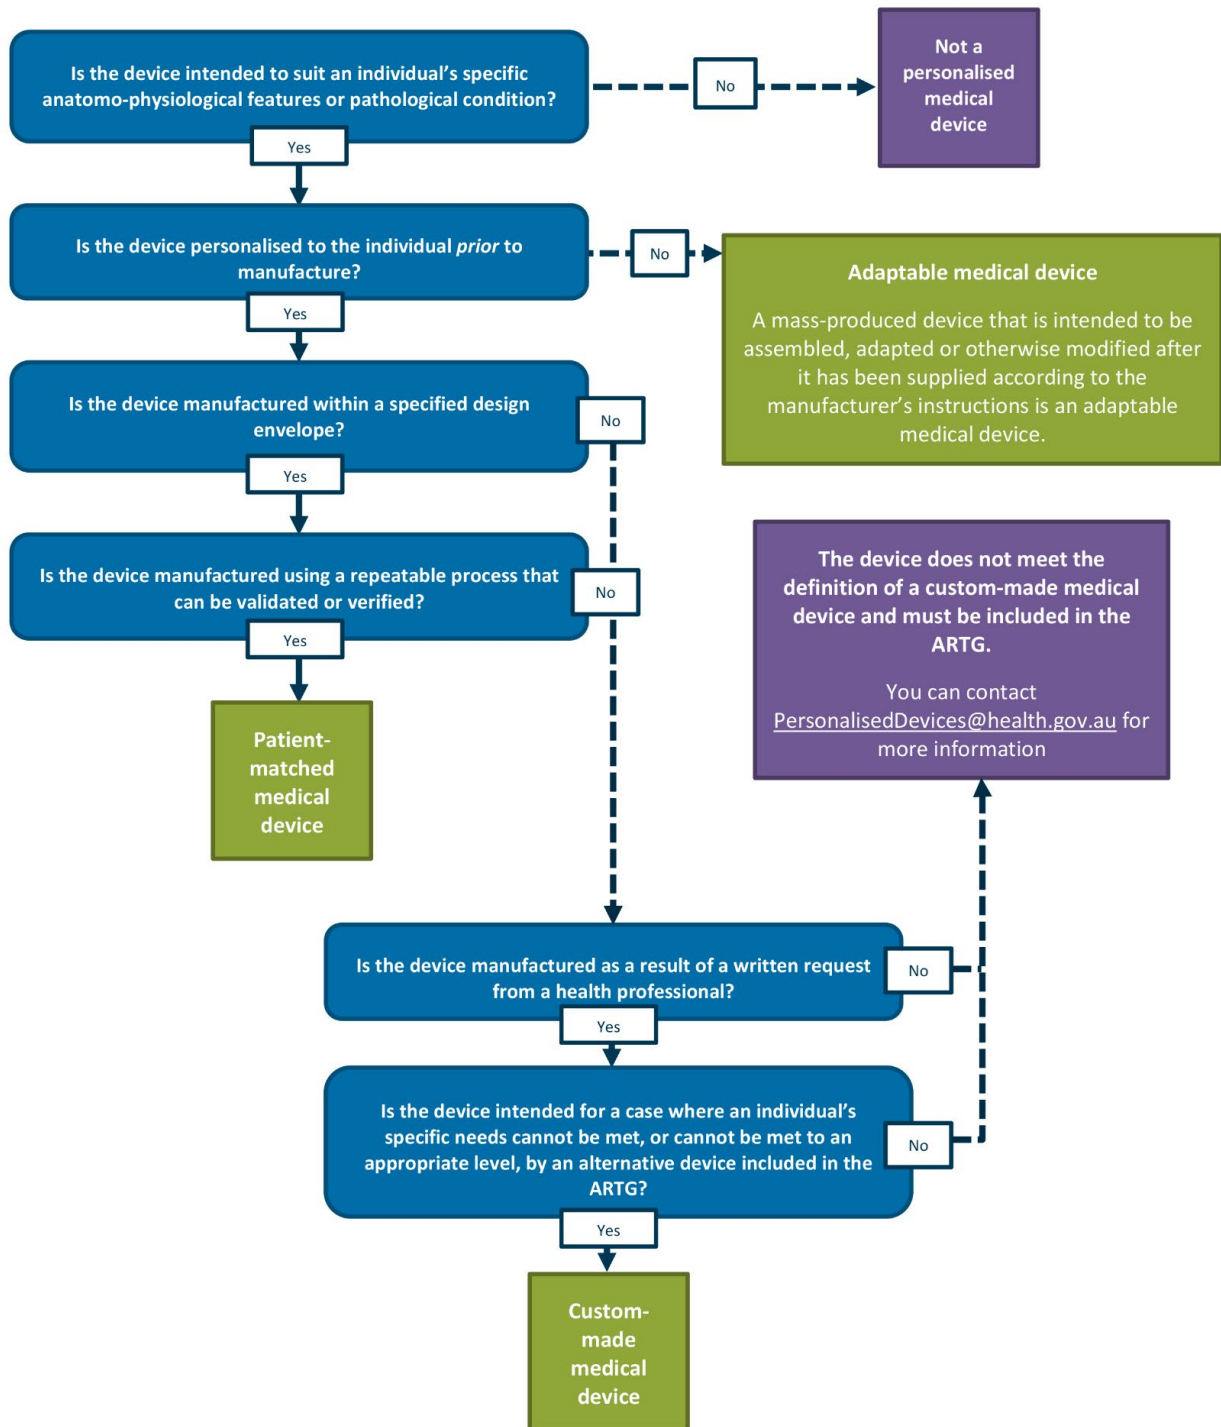 Is the device intended to suit an individual’s specific
anatomo-physiological features or pathological condition?
No
Not a
personalised
medical
device
Yes
Is the device personalised to the individual prior to
manufacture?
No
Adaptable medical device
A mass-produced device that is intended to be
assembled, adapted or otherwise modified after
it has been supplied according to the
manufacturer’s instructions is an adaptable
medical device.
Yes
Is the device manufactured within a specified design
envelope?
No
Yes
Is the device manufactured using a repeatable process that
can be validated or verified?
No
Yes
Patient-
matched
medical
device
The device does not meet the
definition of a custom-made medical
device and must be included in the
ARTG.
You can contact
PersonalisedDevices@health.gov.au for
more information
Is the device manufactured as a result of a written request
from a health professional?
No
Yes
Is the device intended for a case where an individual’s
specific needs cannot be met, or cannot be met to an
appropriate level, by an alternative device included in the
ARTG?
No
Yes
Custom-
made
medical
device